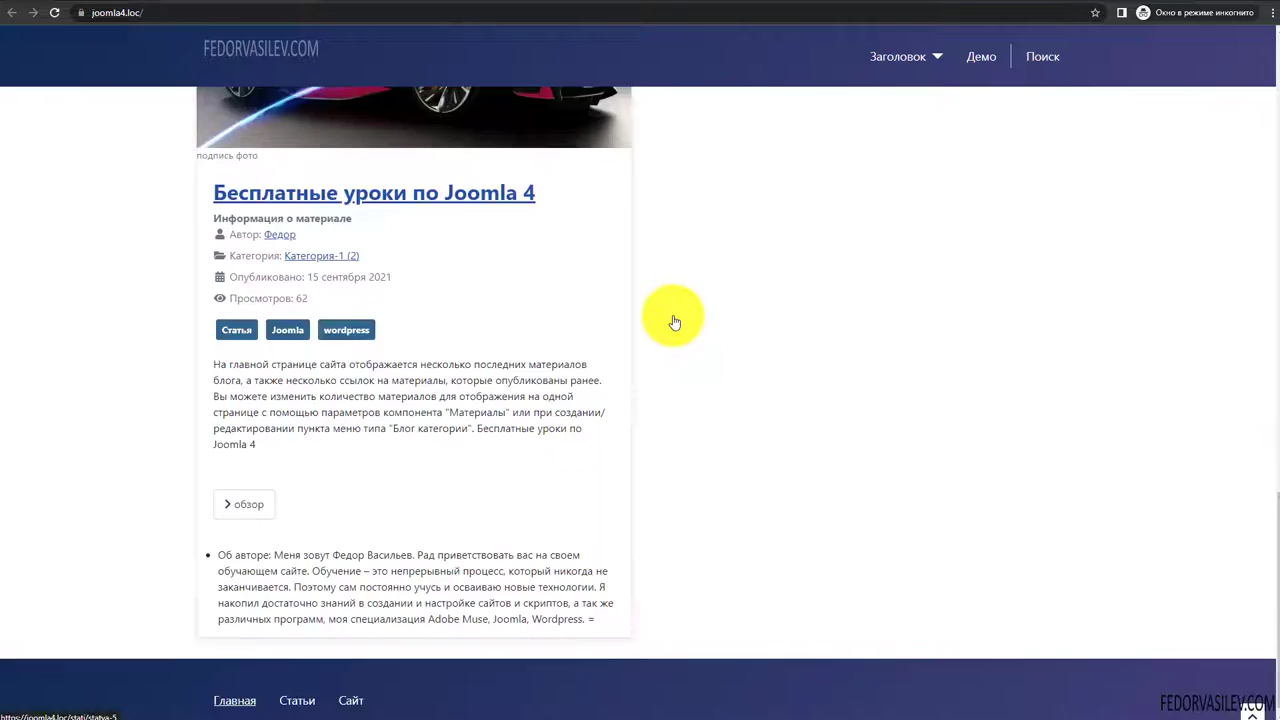 joomla4.loc/
Окно в режиме инкогнито
FEDORVASILEV.COM
Заголовок
Демо
Поиск
подпись фото
Бесплатные уроки по Joomla 4
Информация о материале
Автор: Федор
Категория: Категория-1 (2)
Опубликовано: 15 сентября 2021
Просмотров: 62
Статья Joomla wordpress
На главной странице сайта отображается несколько последних материалов
блога, а также несколько ссылок на материалы, которые опубликованы ранее.
Вы можете изменить количество материалов для отображения на одной
странице с помощью параметров компонента "Материалы" или при создании/
редактировании пункта меню типа "Блог категории". Бесплатные уроки по
Joomla 4
обзор
Об авторе: Меня зовут Федор Васильев. Рад приветствовать вас на своем
обучающем сайте. Обучение – это непрерывный процесс, который никогда не
заканчивается. Поэтому сам постоянно учусь и осваиваю новые технологии. Я
накопил достаточно знаний в создании и настройке сайтов и скриптов, а так же
различных программ, моя специализация Adobe Muse, Joomla, Wordpress. =
Главная Статьи Сайт
FEDORVASILEV.COM
https://joomla4.loc/stati/statya-5